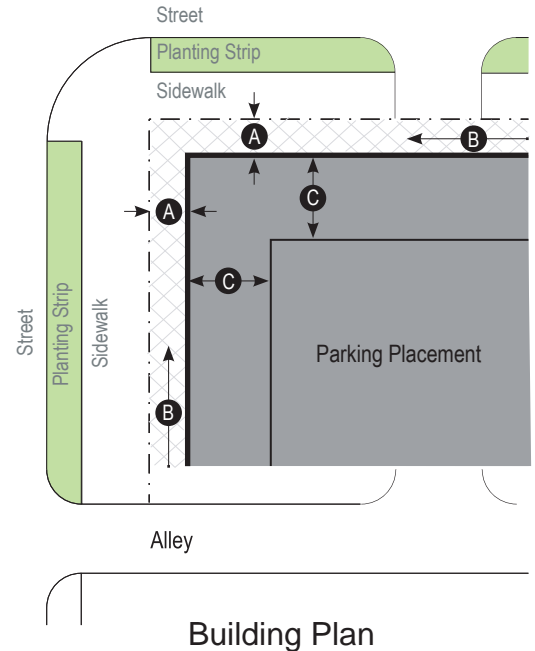 Street
Planting Strip
Sidewalk
A
B
C
A
C
Parking Placement
Street
Planting Strip
Sidewalk
B
Alley
Building Plan